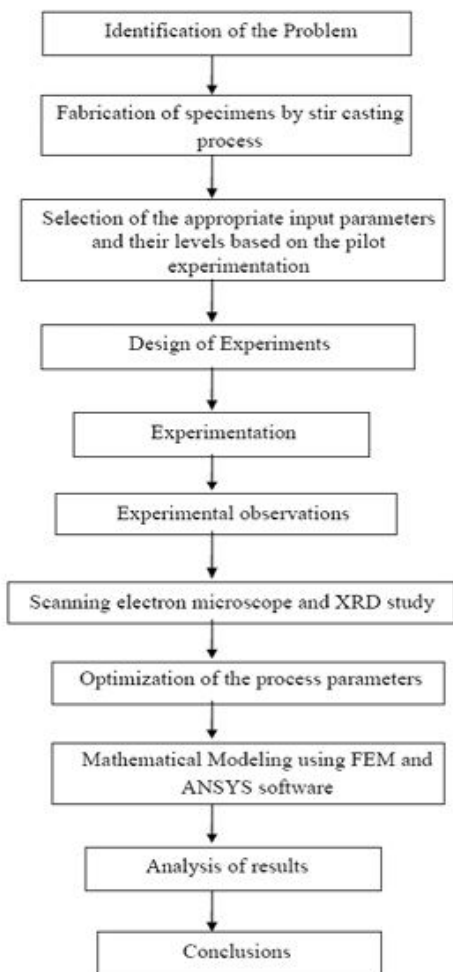 Identification of the Problem
Fabrication of specimens by stir casting
process
Selection of the appropriate input parameters
and their levels based on the pilot
experimentation
Design of Experiments
Experimentation
Experimental observations
Scanning electron microscope and XRD study
Optimization of the process parameters
Mathematical Modeling using FEM and
ANSYS software
Analysis of results
Conclusions